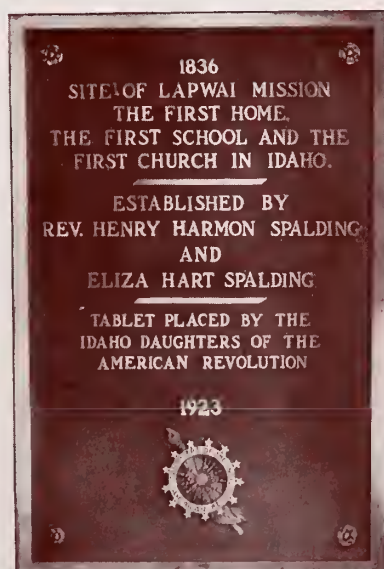 1836
SITE OF LAPWAI MISSION
THE FIRST HOME,
THE FIRST SCHOOL AND THE
FIRST CHURCH IN IDAHO.
ESTABLISHED BY
REV. HENRY HARMON SPALDING
AND
ELIZA HART SPALDING
TABLET PLACED BY THE
IDAHO DAUGHTERS OF THE
AMERICAN REVOLUTION
1923